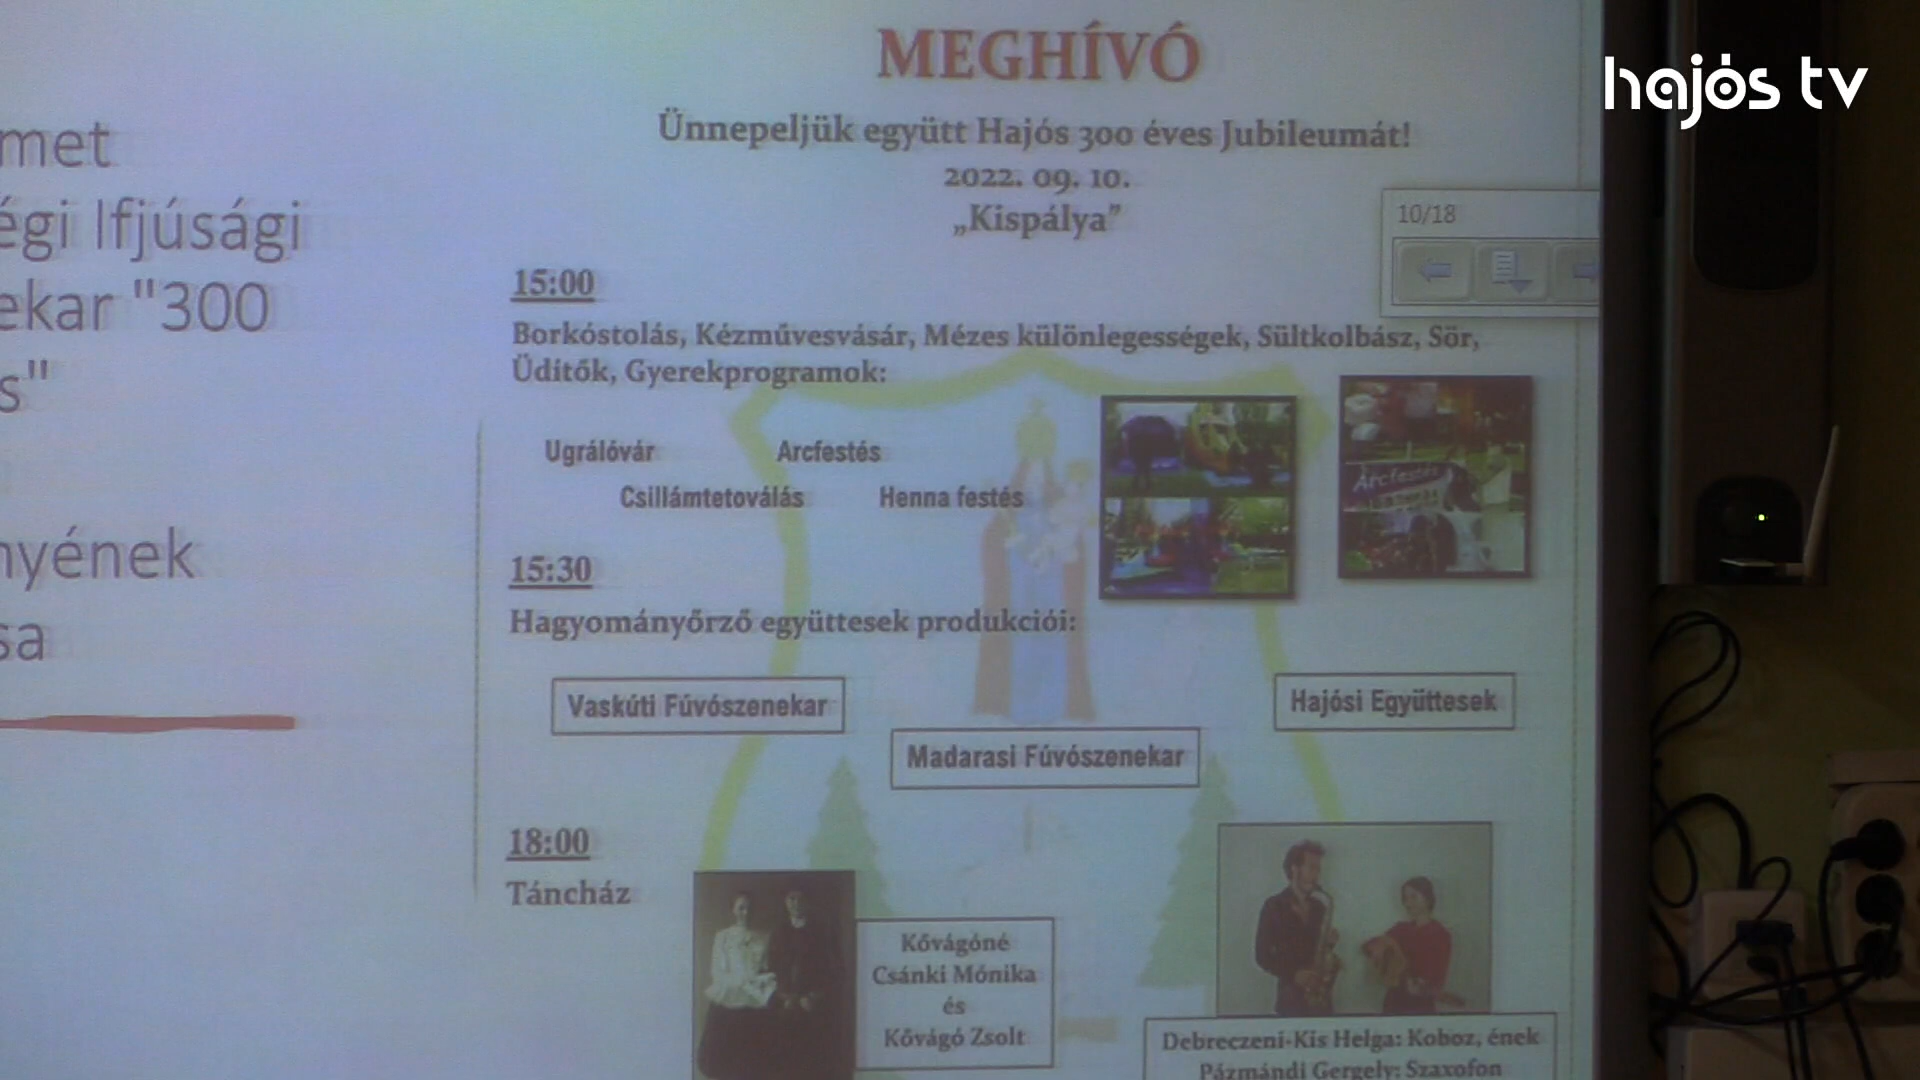 hajós tv
met
égi Ifjúsági
ekar "300
s"
nyének
sa
MEGHÍVÓ
Ünnepeljük együtt Hajós 300 éves Jubileumát!
2022. 09. 10.
„Kispálya”
10/18
15:00
Borkóstolás, Kézművesvásár, Mézes különlegességek, Sültkolbász, Sör,
Üdítők, Gyerekprogramok:
Ugrálóvár Arcfestés
Csillámtetoválás Henna festés
Arcfestés
15:30
Hagyományőrző együttesek produkciói:
Vaskúti Fúvószenekar
Hajósi Együttesek
Madarasi Fúvószenekar
18:00
Táncház
Kővágóné
Csánki Mónika
és
Kővágó Zsolt
Debreczeni-Kis Helga: Koboz, ének
Pázmándi Gergely: Szaxofon